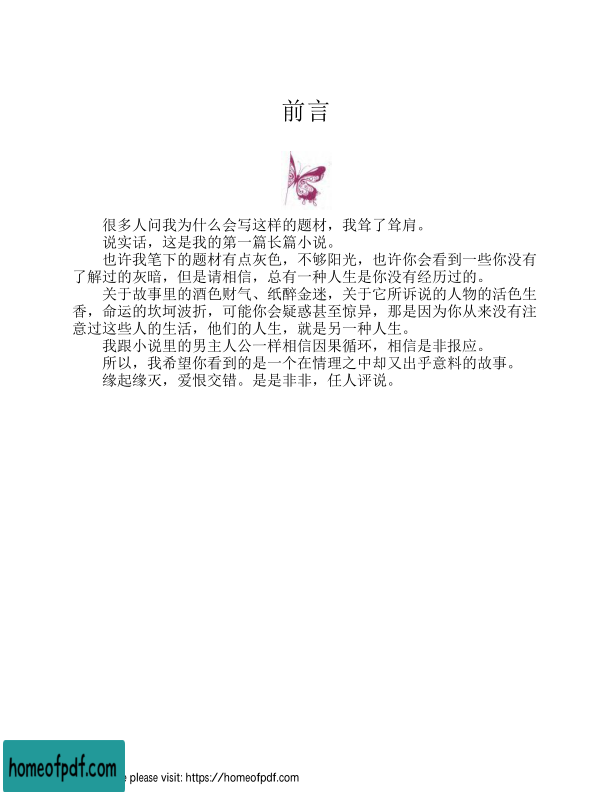 前言
很多人问我为什么会写这样的题材，我耸了耸肩。
说实话，这是我的第一篇长篇小说。
也许我笔下的题材有点灰色，不够阳光，也许你会看到一些你没有
了解过的灰暗，但是请相信，总有一种人生是你没有经历过的。
关于故事里的酒色财气、纸醉金迷，关于它所诉说的人物的活色生
香，命运的坎坷波折，可能你会疑惑甚至惊异，那是因为你从来没有注
意过这些人的生活，他们的人生，就是另一种人生。
我跟小说里的男主人公一样相信因果循环，相信是非报应。
所以，我希望你看到的是一个在情理之中却又出乎意料的故事。
缘起缘灭，爱恨交错。是是非非，任人评说。
homeofpdf.com
e please visit: https://homeofpdf.com